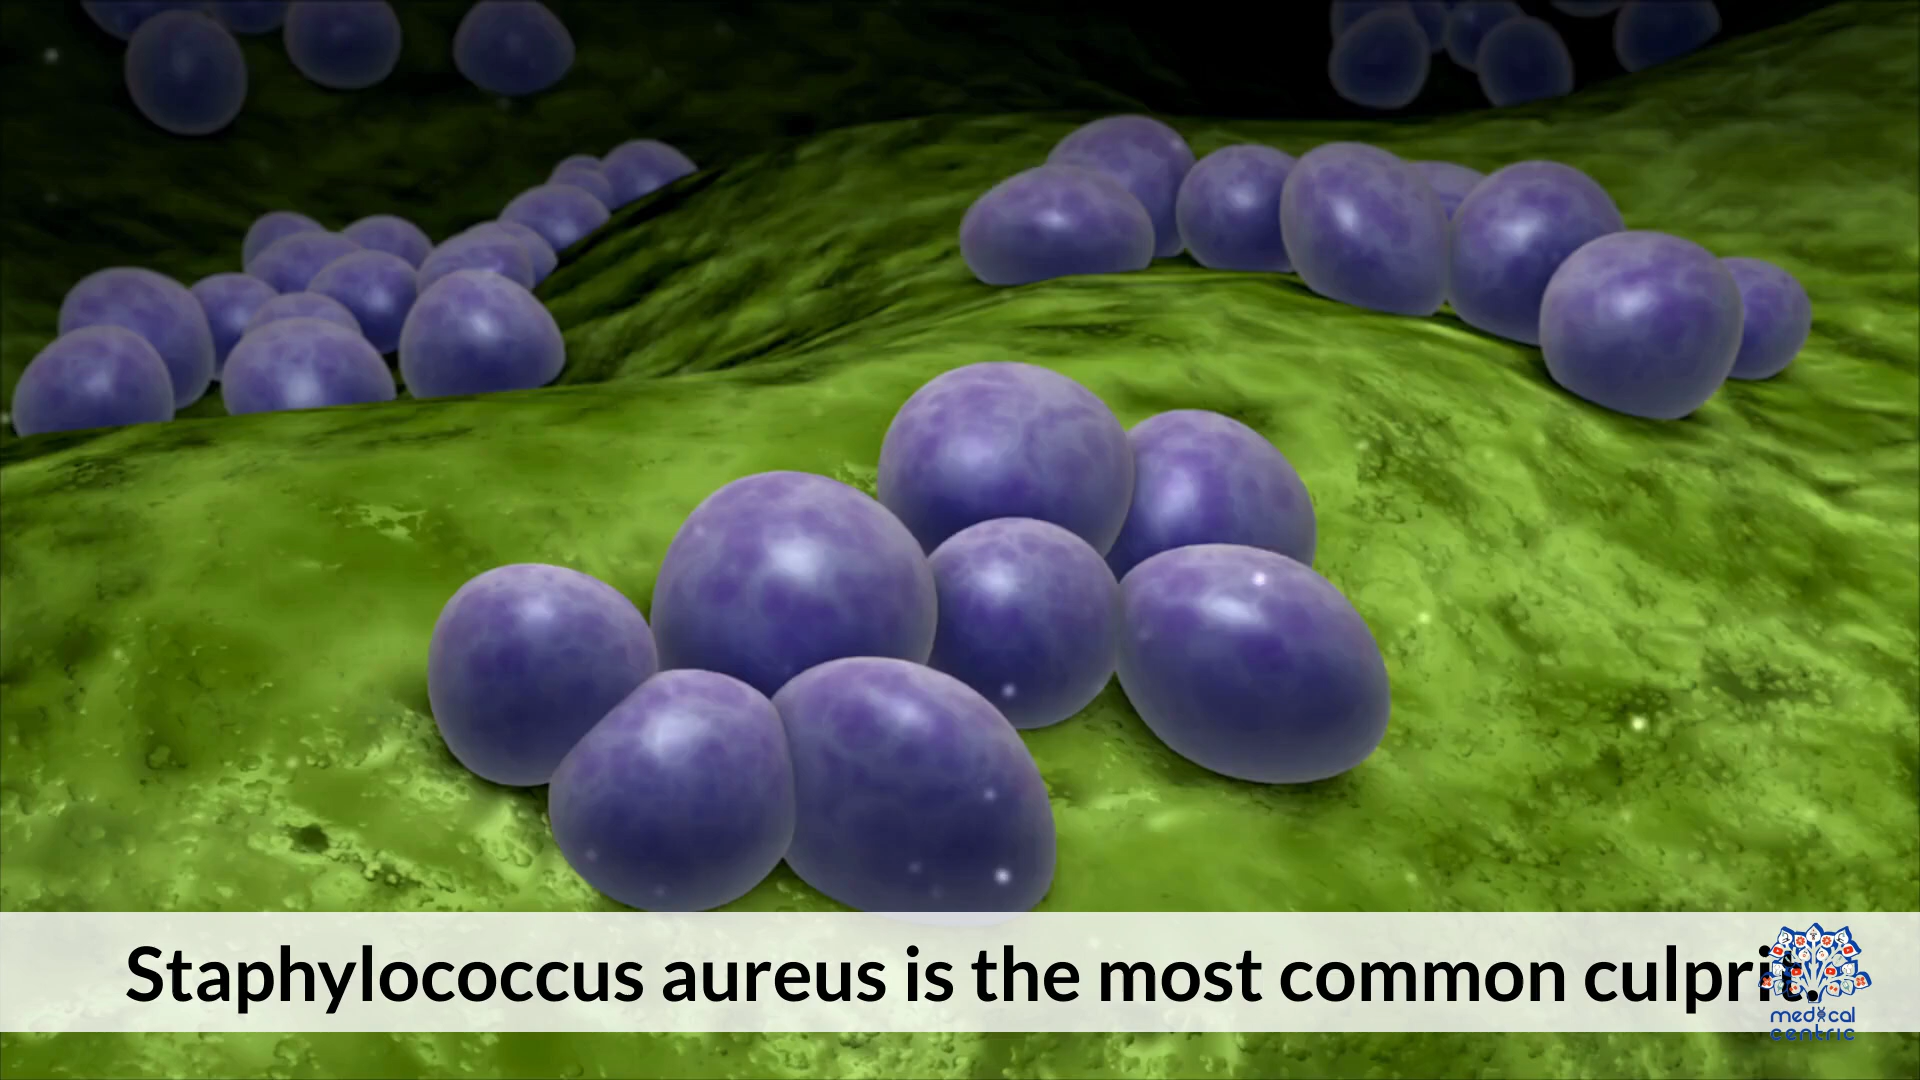 Staphylococcus aureus is the most common culprit.
medical
centric